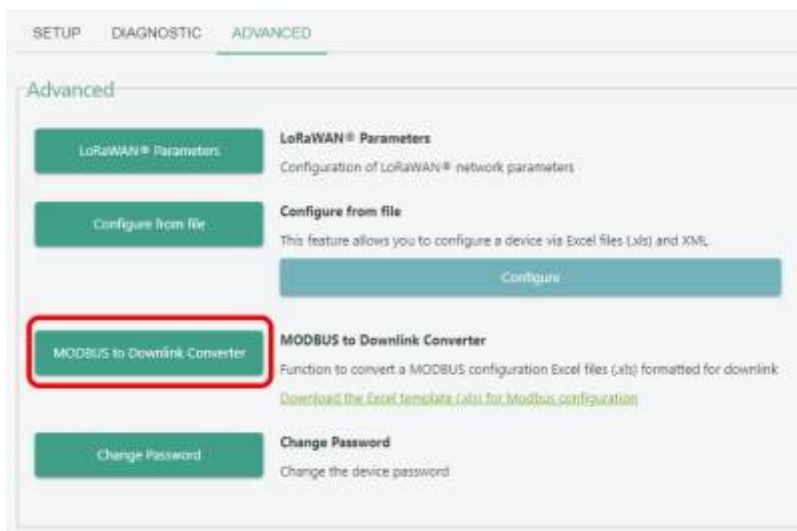 SETUP DIAGNOSTIC ADVANCED
Advanced
LoRaWAN® Parameters
LoRaWAN® Parameters
Configuration of LoRaWAN® network parameters
Configure from file
Configure from file
This feature allows you to configure a device via Excel files (.xls) and XML
Configure
MODBUS to Downlink Converter
MODBUS to Downlink Converter
Function to convert a MODBUS configuration Excel files (.xls) formatted for downlink
Download the Excel template (.xls) for Modbus configuration
Change Password
Change Password
Change the device password